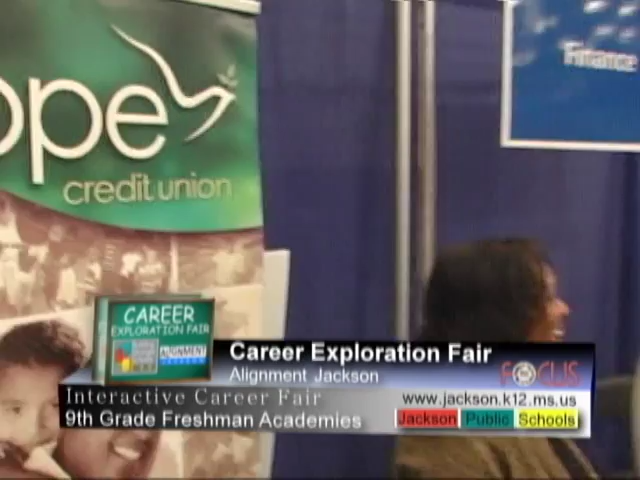 ope
credit union
Finance
CAREER
EXPLORATION FAIR
ALIGNMENT
Career Exploration Fair
Alignment Jackson
FOCUS
Interactive Career Fair
www.jackson.k12.ms.us
9th Grade Freshman Academies
Jackson Public Schools